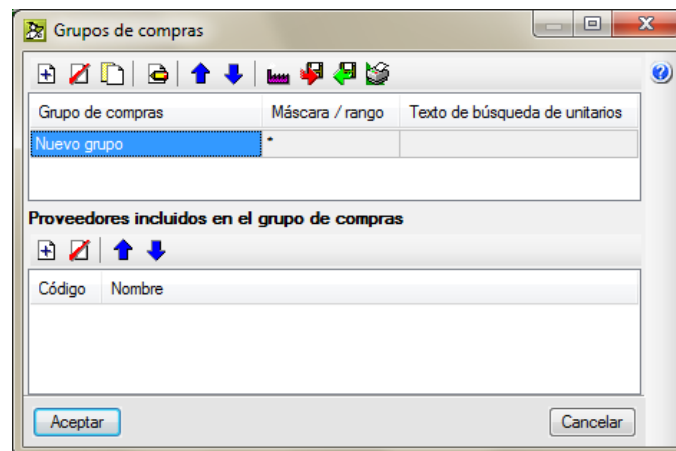 Grupos de compras
Grupo de compras Máscara / rango Texto de búsqueda de unitarios
Nuevo grupo *
Proveedores incluidos en el grupo de compras
Código Nombre
Aceptar Cancelar